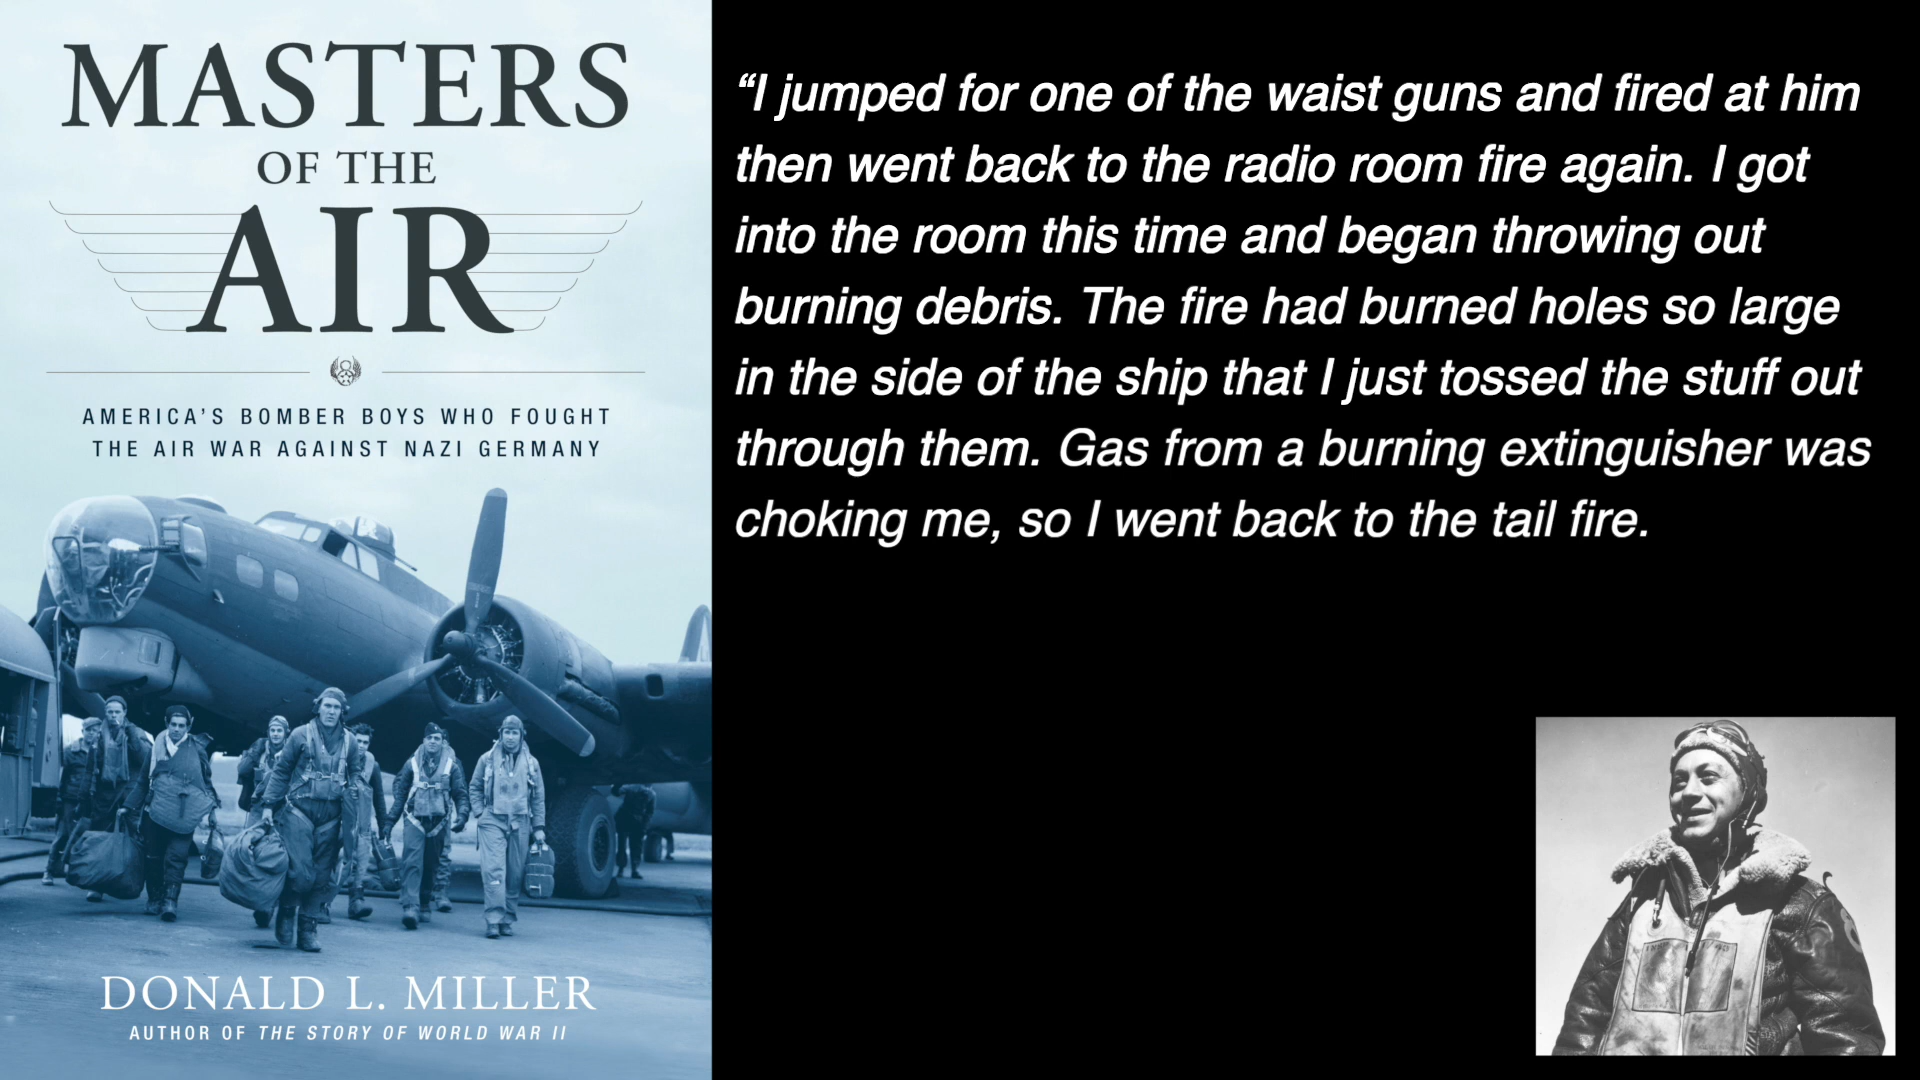 MASTERS
OF THE
AIR
AMERICA'S BOMBER BOYS WHO FOUGHT
THE AIR WAR AGAINST NAZI GERMANY
DONALD L. MILLER
AUTHOR OF THE STORY OF WORLD WAR II
“I jumped for one of the waist guns and fired at him
then went back to the radio room fire again. I got
into the room this time and began throwing out
burning debris. The fire had burned holes so large
in the side of the ship that I just tossed the stuff out
through them. Gas from a burning extinguisher was
choking me, so I went back to the tail fire.